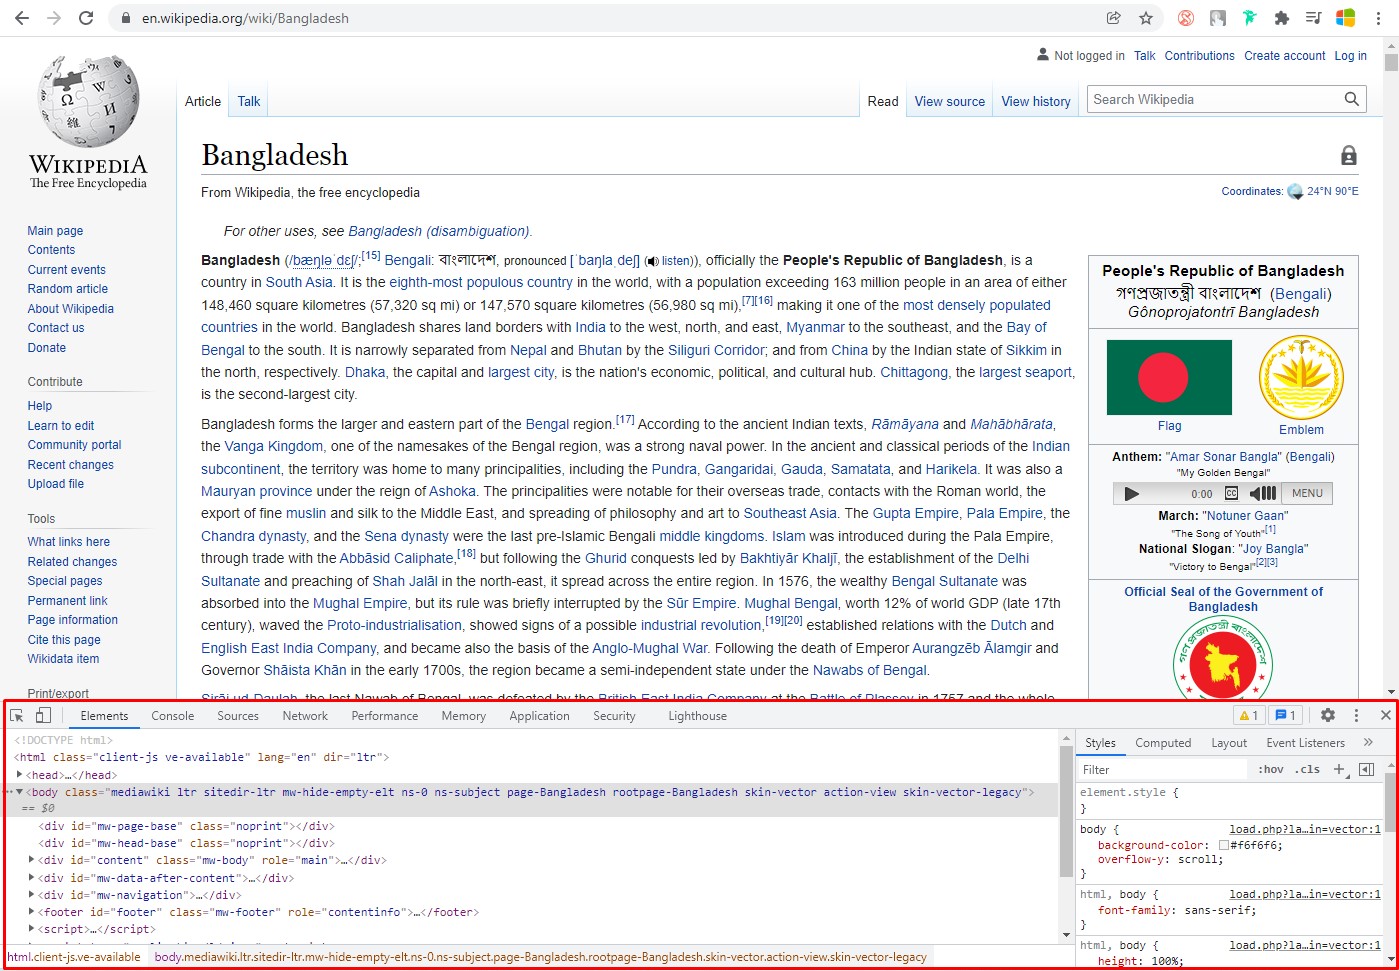 en.wikipedia.org/wiki/Bangladesh
Not logged in Talk Contributions Create account Log in
Article Talk Read View source View history Search Wikipedia
WIKIPEDIA
The Free Encyclopedia
Main page
Contents
Current events
Random article
About Wikipedia
Contact us
Donate
Contribute
Help
Learn to edit
Community portal
Recent changes
Upload file
Tools
What links here
Related changes
Special pages
Permanent link
Page information
Cite this page
Wikidata item
Print/export
Bangladesh
From Wikipedia, the free encyclopedia
Coordinates: 24°N 90°E
For other uses, see Bangladesh (disambiguation).
Bangladesh (/bæŋləˈdɛʃ/;[15] Bengali: বাংলাদেশ, pronounced [ˈbaŋlaˌdeʃ] (listen)), officially the People's Republic of Bangladesh, is a
country in South Asia. It is the eighth-most populous country in the world, with a population exceeding 163 million people in an area of either
148,460 square kilometres (57,320 sq mi) or 147,570 square kilometres (56,980 sq mi),[7][16] making it one of the most densely populated
countries in the world. Bangladesh shares land borders with India to the west, north, and east, Myanmar to the southeast, and the Bay of
Bengal to the south. It is narrowly separated from Nepal and Bhutan by the Siliguri Corridor; and from China by the Indian state of Sikkim in
the north, respectively. Dhaka, the capital and largest city, is the nation's economic, political, and cultural hub. Chittagong, the largest seaport,
is the second-largest city.
Bangladesh forms the larger and eastern part of the Bengal region.[17] According to the ancient Indian texts, Rāmāyana and Mahābhārata,
the Vanga Kingdom, one of the namesakes of the Bengal region, was a strong naval power. In the ancient and classical periods of the Indian
subcontinent, the territory was home to many principalities, including the Pundra, Gangaridai, Gauda, Samatata, and Harikela. It was also a
Mauryan province under the reign of Ashoka. The principalities were notable for their overseas trade, contacts with the Roman world, the
export of fine muslin and silk to the Middle East, and spreading of philosophy and art to Southeast Asia. The Gupta Empire, Pala Empire, the
Chandra dynasty, and the Sena dynasty were the last pre-Islamic Bengali middle kingdoms. Islam was introduced during the Pala Empire,
through trade with the Abbāsid Caliphate,[18] but following the Ghurid conquests led by Bakhtiyār Khaljī, the establishment of the Delhi
Sultanate and preaching of Shah Jalāl in the north-east, it spread across the entire region. In 1576, the wealthy Bengal Sultanate was
absorbed into the Mughal Empire, but its rule was briefly interrupted by the Sūr Empire. Mughal Bengal, worth 12% of world GDP (late 17th
century), waved the Proto-industrialisation, showed signs of a possible industrial revolution,[19][20] established relations with the Dutch and
English East India Company, and became also the basis of the Anglo-Mughal War. Following the death of Emperor Aurangzēb Ālamgir and
Governor Shāista Khān in the early 1700s, the region became a semi-independent state under the Nawabs of Bengal.
Sirāj ud-Daulah, the last Nawab of Bengal, was defeated by the British East India Company at the Battle of Plassey in 1757 and the whole
People's Republic of Bangladesh
গণপ্রজাতন্ত্রী বাংলাদেশ (Bengali)
Gônoprojatontrī Bangladesh
Flag
Emblem
Anthem: "Amar Sonar Bangla" (Bengali)
"My Golden Bengal"
0:00 CC MENU
March: "Notuner Gaan"
"The Song of Youth"[1]
National Slogan: "Joy Bangla"
"Victory to Bengal"[2][3]
Official Seal of the Government of
Bangladesh
গণপ্রজাতন্ত্রী বাংলাদেশ
Elements Console Sources Network Performance Memory Application Security Lighthouse 1 1
<!DOCTYPE html>
<html class="client-js ve-available" lang="en" dir="ltr">
<head>…</head>
<body class="mediawiki ltr sitedir-ltr mw-hide-empty-elt ns-0 ns-subject page-Bangladesh rootpage-Bangladesh skin-vector action-view skin-vector-legacy">
== $0
<div id="mw-page-base" class="noprint"></div>
<div id="mw-head-base" class="noprint"></div>
<div id="content" class="mw-body" role="main">…</div>
<div id="mw-data-after-content">…</div>
<div id="mw-navigation">…</div>
<footer id="footer" class="mw-footer" role="contentinfo">…</footer>
<script>…</script>
html.client-js.ve-available body.mediawiki.ltr.sitedir-ltr.mw-hide-empty-elt.ns-0.ns-subject.page-Bangladesh.rootpage-Bangladesh.skin-vector.action-view.skin-vector-legacy
Styles Computed Layout Event Listeners »
Filter :hov .cls +
element.style {
}
body { load.php?la…in=vector:1
background-color: #f6f6f6;
overflow-y: scroll;
}
html, body { load.php?la…in=vector:1
font-family: sans-serif;
}
html, body { load.php?la…in=vector:1
height: 100%;